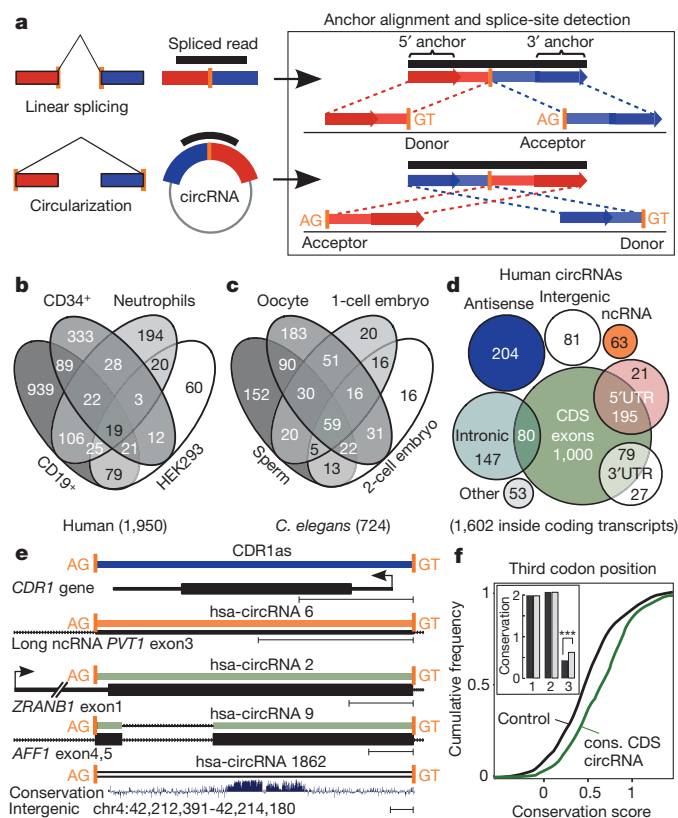 a
Anchor alignment and splice-site detection
Spliced read
5′ anchor
3′ anchor
Linear splicing
GT
AG
Donor
Acceptor
circRNA
Circularization
AG
GT
Acceptor
Donor
b
CD34+
Neutrophils
333
194
939
89
28
20
60
22
3
19
106
25
21
12
79
CD19+
HEK293
Human (1,950)
c
Oocyte
1-cell embryo
183
20
152
90
51
16
16
30
16
59
20
5
22
31
13
Sperm
2-cell embryo
C. elegans (724)
d
Human circRNAs
Antisense
Intergenic
ncRNA
204
81
63
21
5′UTR
195
CDS
exons
1,000
Intronic
80
147
79
3′UTR
27
Other
53
(1,602 inside coding transcripts)
e
AG
CDR1as
GT
CDR1 gene
AG
hsa-circRNA 6
GT
Long ncRNA PVT1 exon3
AG
hsa-circRNA 2
GT
ZRANB1 exon1
AG
hsa-circRNA 9
GT
AFF1 exon4,5
AG
hsa-circRNA 1862
GT
Conservation
Intergenic chr4:42,212,391-42,214,180
f
Third codon position
Cumulative frequency
1
0.5
0
Conservation
2
1
0
***
1 2 3
Control
cons. CDS
circRNA
0 0.5 1
Conservation score